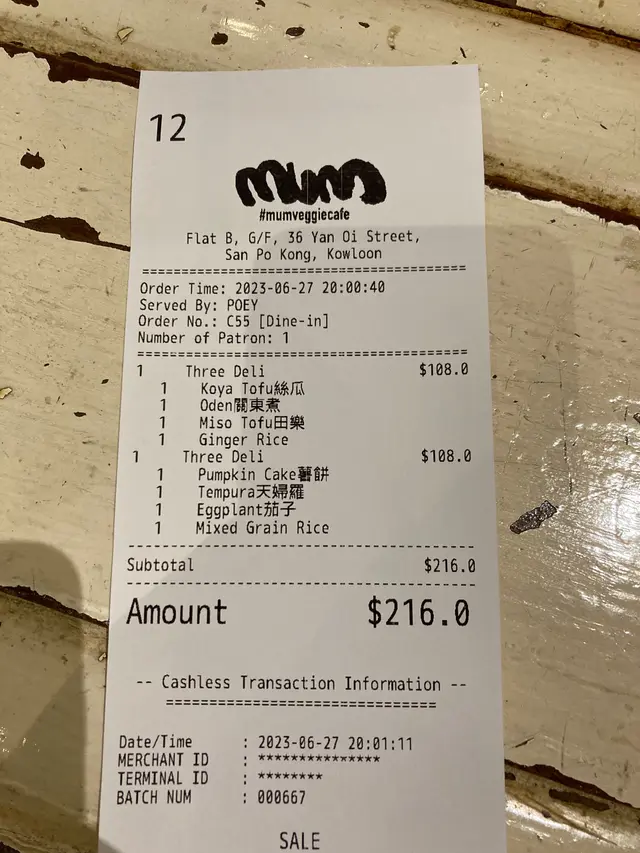 12
mum
#mumveggiecafe
Flat B, G/F, 36 Yan Oi Street,
San Po Kong, Kowloon
Order Time: 2023-06-27 20:00:40
Served By: POEY
Order No.: C55 [Dine-in]
Number of Patron: 1
1 Three Deli $108.0
1 Koya Tofu絲瓜
1 Oden關東煮
1 Miso Tofu田樂
1 Ginger Rice
1 Three Deli $108.0
1 Pumpkin Cake薯餅
1 Tempura天婦羅
1 Eggplant茄子
1 Mixed Grain Rice
Subtotal $216.0
Amount $216.0
-- Cashless Transaction Information --
Date/Time : 2023-06-27 20:01:11
MERCHANT ID : ***************
TERMINAL ID : ********
BATCH NUM : 000667
SALE